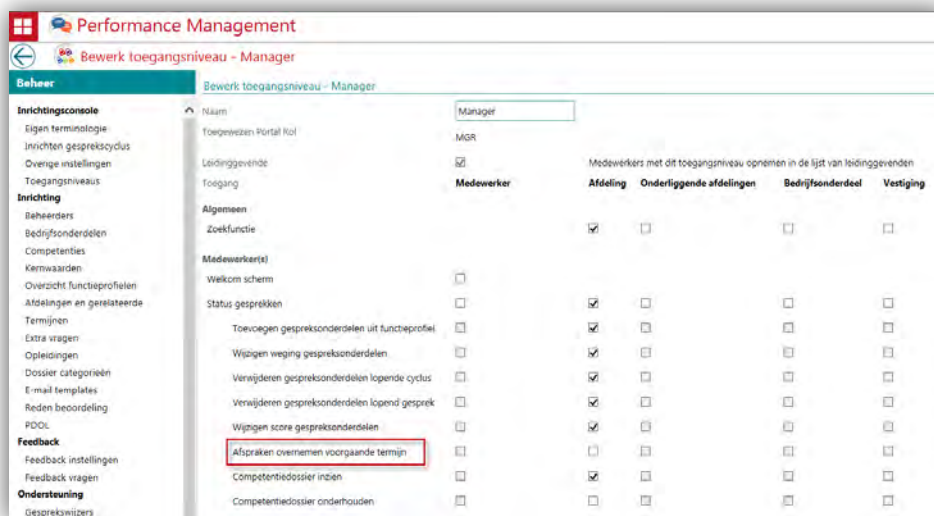 Performance Management
Bewerk toegangsniveau - Manager
Beheer
Inrichtingsconsole
Eigen terminologie
Inrichten gesprekscyclus
Overige instellingen
Toegangsniveaus
Inrichting
Beheerders
Bedrijfsonderdelen
Competenties
Kernwaarden
Overzicht functieprofielen
Afdelingen en gerelateerde
Termijnen
Extra vragen
Opleidingen
Dossier categorieën
E-mail templates
Reden beoordeling
PDOL
Feedback
Feedback instellingen
Feedback vragen
Ondersteuning
Gesprekswijzers
Bewerk toegangsniveau - Manager
Naam Manager
Toegewezen Portal Rol MGR
Leidinggevende Medewerkers met dit toegangsniveau opnemen in de lijst van leidinggevenden
Toegang Medewerker Afdeling Onderliggende afdelingen Bedrijfsonderdeel Vestiging
Algemeen
Zoekfunctie
Medewerker(s)
Welkom scherm
Status gesprekken
Toevoegen gespreksonderdelen uit functieprofiel
Wijzigen weging gespreksonderdelen
Verwijderen gespreksonderdelen lopende cyclus
Verwijderen gespreksonderdelen lopend gesprek
Wijzigen score gespreksonderdelen
Afspraken overnemen voorgaande termijn
Competentiedossier inzien
Competentiedossier onderhouden